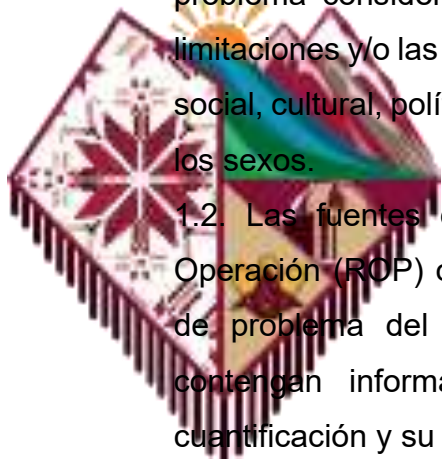 problema consider
limitaciones y/o las
social, cultural, polí
los sexos.
1.2. Las fuentes
Operación (ROP)
de problema del
contengan informa
cuantificación y su